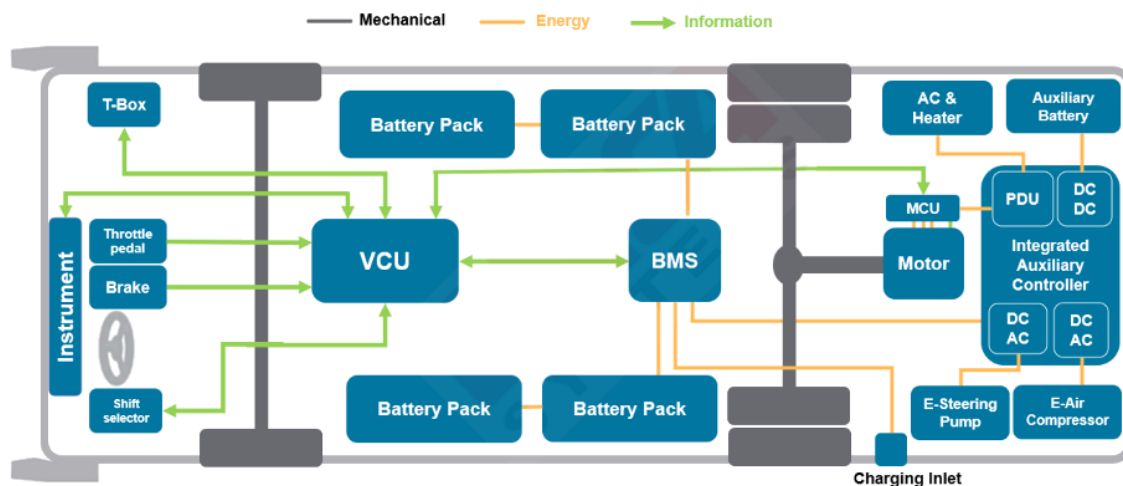 Mechanical
Energy
Information
T-Box
Battery Pack
Battery Pack
AC &
Heater
Auxiliary
Battery
Instrument
Throttle
pedal
Brake
VCU
BMS
MCU
Motor
PDU
DC
DC
Integrated
Auxiliary
Controller
DC
AC
DC
AC
Shift
selector
Battery Pack
Battery Pack
E-Steering
Pump
E-Air
Compressor
Charging Inlet